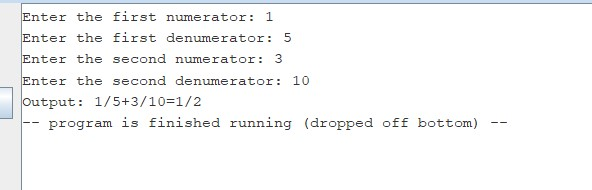 Enter the first numerator: 1
Enter the first denumerator: 5
Enter the second numerator: 3
Enter the second denumerator: 10
Output: 1/5+3/10=1/2
-- program is finished running (dropped off bottom) --